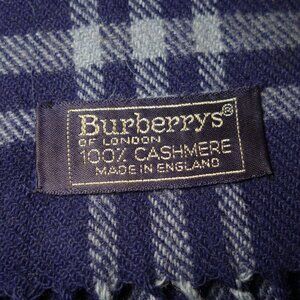 Burberrys®
OF LONDON
100% CASHMERE
MADE IN ENGLAND